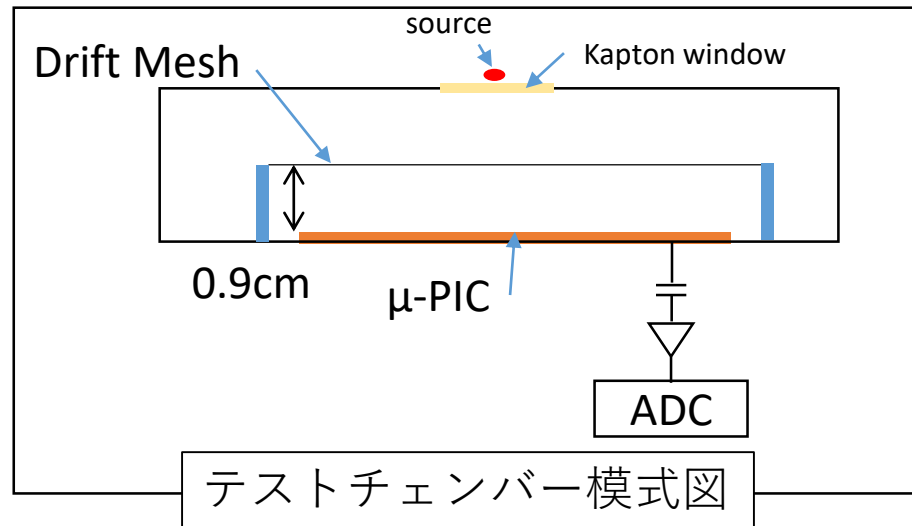 source
Kapton window
Drift Mesh
0.9cm
μ-PIC
ADC
テストチェンバー模式図